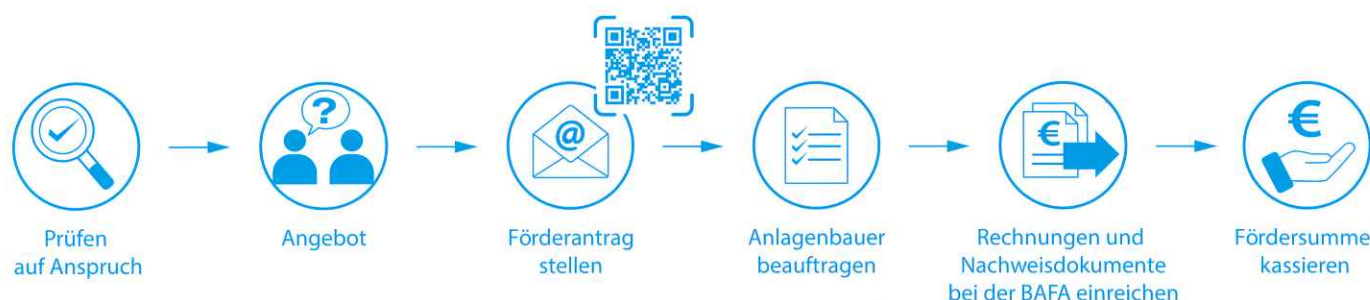 ?
@
€
€
Prüfen
auf Anspruch
Angebot
Förderantrag
stellen
Anlagenbauer
beauftragen
Rechnungen und
Nachweisdokumente
bei der BAFA einreichen
Fördersumme
kassieren